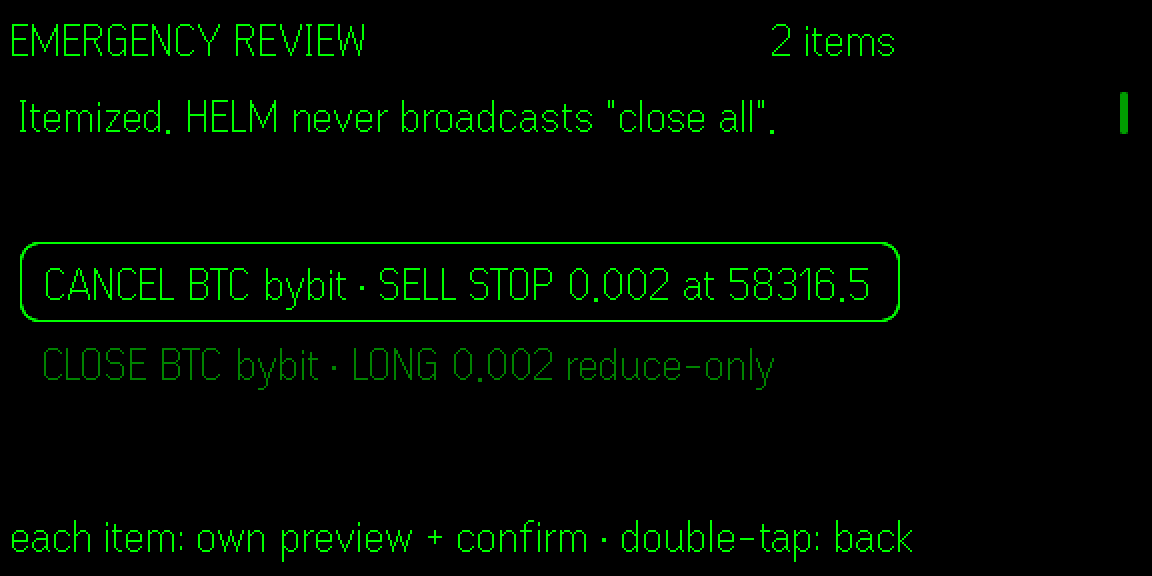 EMERGENCY REVIEW 2 items
Itemized. HELM never broadcasts "close all".
CANCEL BTC bybit · SELL STOP 0.002 at 58316.5
CLOSE BTC bybit · LONG 0.002 reduce-only
each item: own preview + confirm · double-tap: back